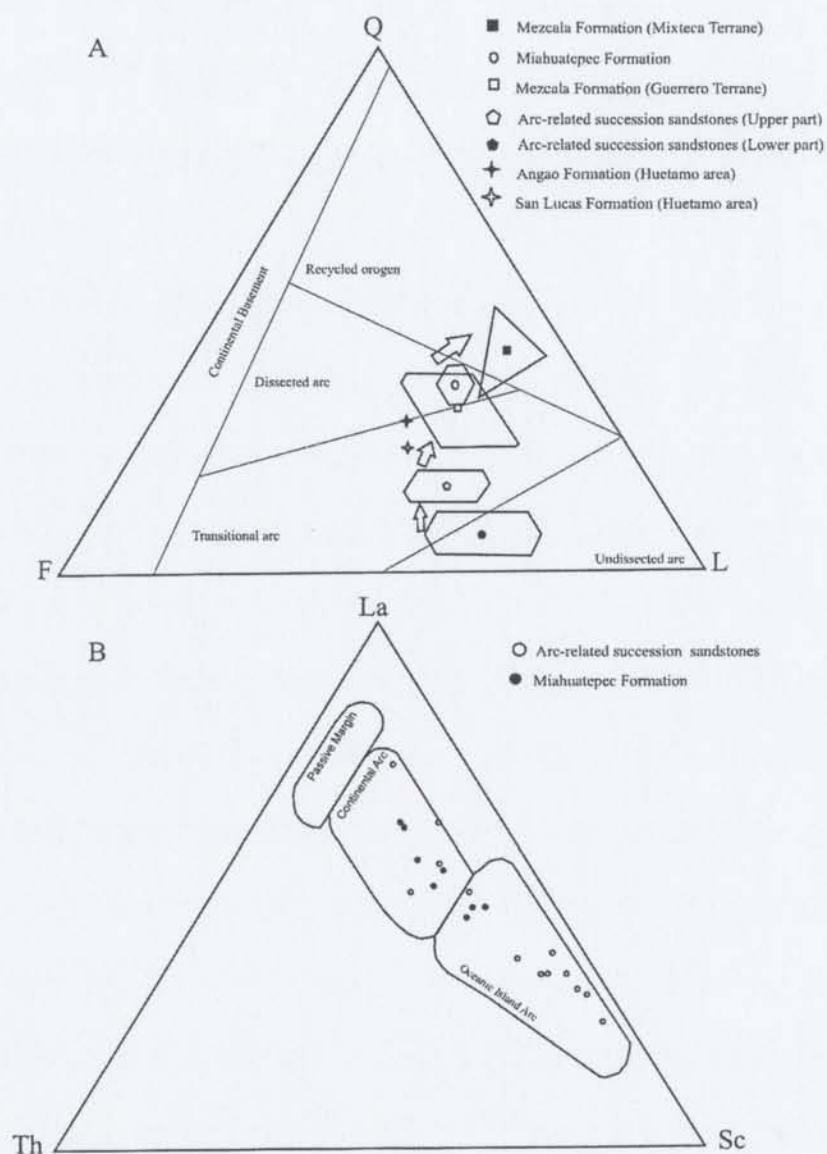 A
Q
Mezcala Formation (Mixteca Terrane)
Miahuatepec Formation
Mezcala Formation (Guerrero Terrane)
Arc-related succession sandstones (Upper part)
Arc-related succession sandstones (Lower part)
Angao Formation (Huetamo area)
San Lucas Formation (Huetamo area)
Continental Basement
Recycled orogen
Dissected arc
Transitional arc
Undissected arc
F
L
La
B
Arc-related succession sandstones
Miahuatepec Formation
Passive Margin
Continental Arc
Oceanic Island Arc
Th
Sc